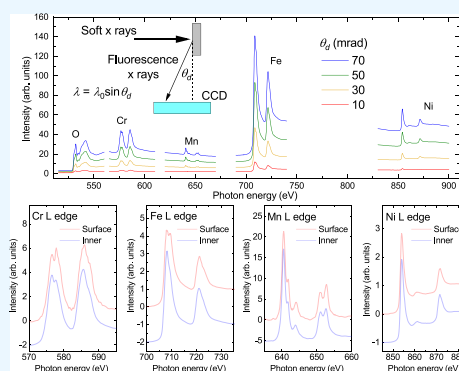 Soft x rays
Fluorescence
x rays
θd
λ = λ0sinθd
CCD
θd (mrad)
70
50
30
10
O
Cr
Mn
Fe
Ni
Intensity (arb. units)
140
120
100
80
60
40
20
0
550 600 650 700 750 800 850 900
Photon energy (eV)
Cr L edge
Surface
Inner
Intensity (arb. units)
8
6
4
2
0
-2
570 580 590
Photon energy (eV)
Fe L edge
Surface
Inner
Intensity (arb. units)
6
4
2
0
-2
700 710 720 730
Photon energy (eV)
Mn L edge
Surface
Inner
Intensity (arb. units)
25
20
15
10
5
0
-5
640 650 660
Photon energy (eV)
Ni L edge
Surface
Inner
Intensity (arb. units)
3
2
1
0
-1
850 860 870 880
Photon energy (eV)